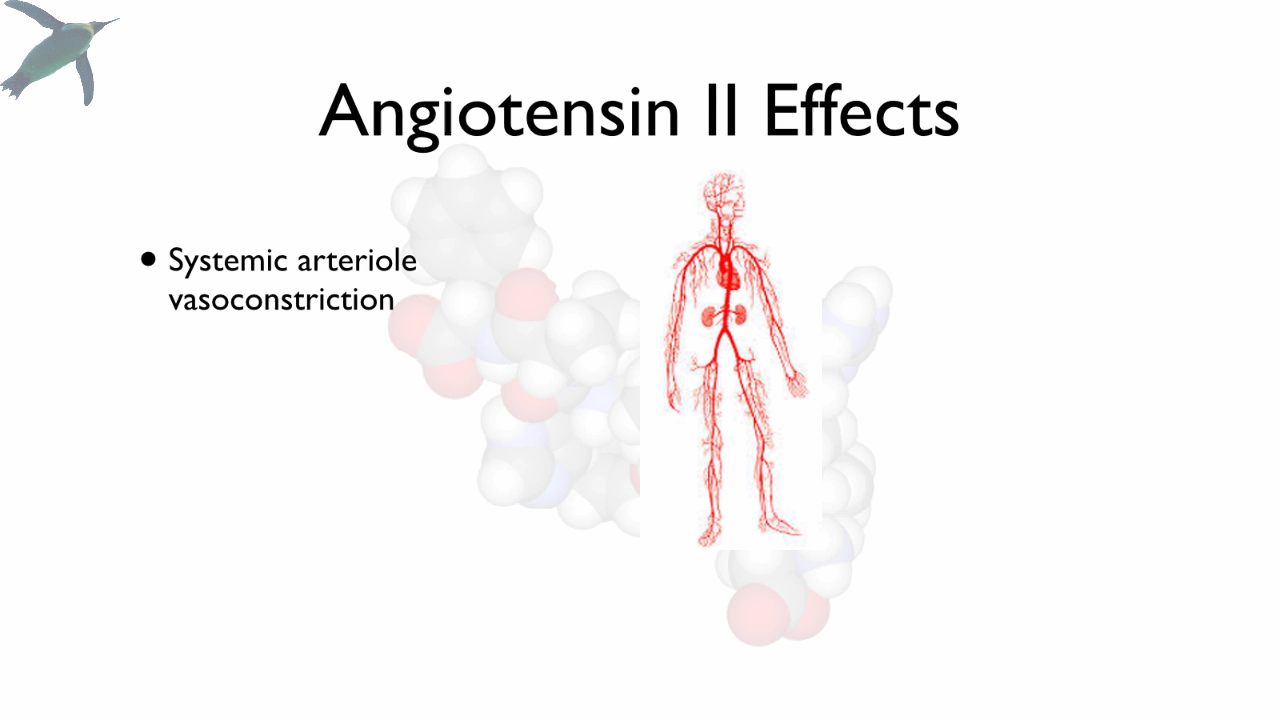 Angiotensin II Effects
• Systemic arteriole
vasoconstriction